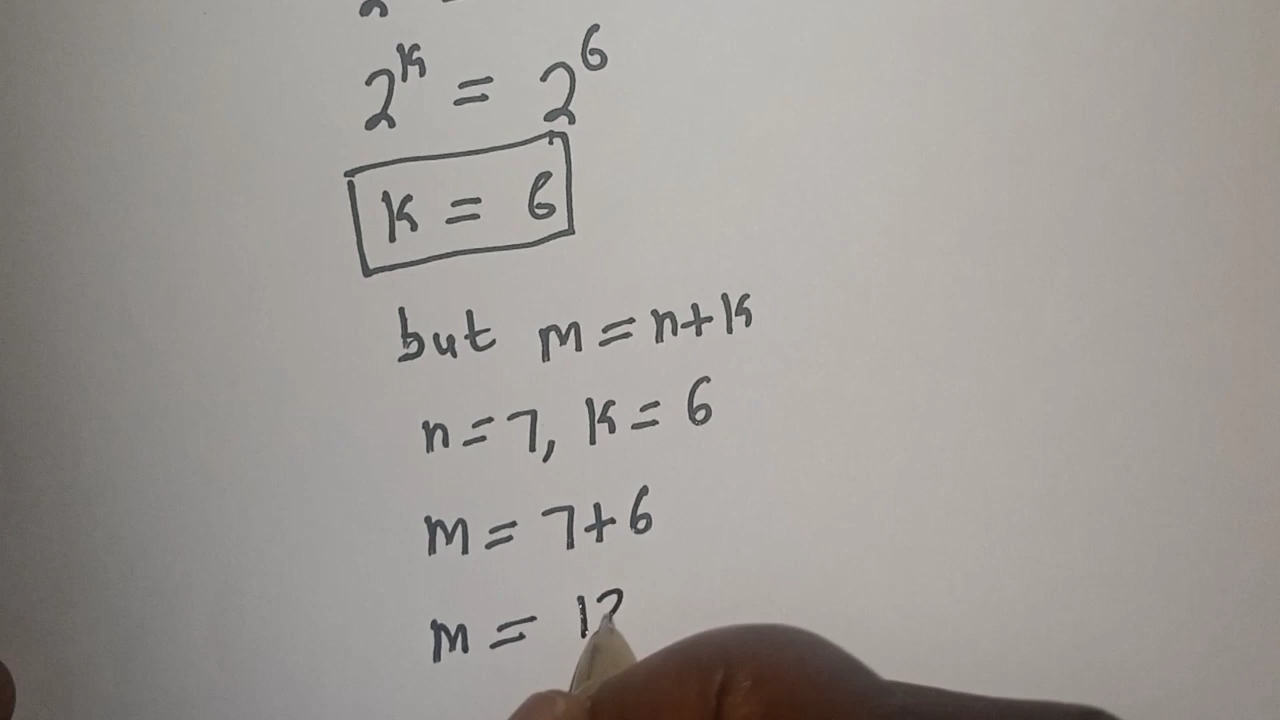 2^k = 2^6
k = 6
but m = n+k
n = 7, k = 6
m = 7+6
m =